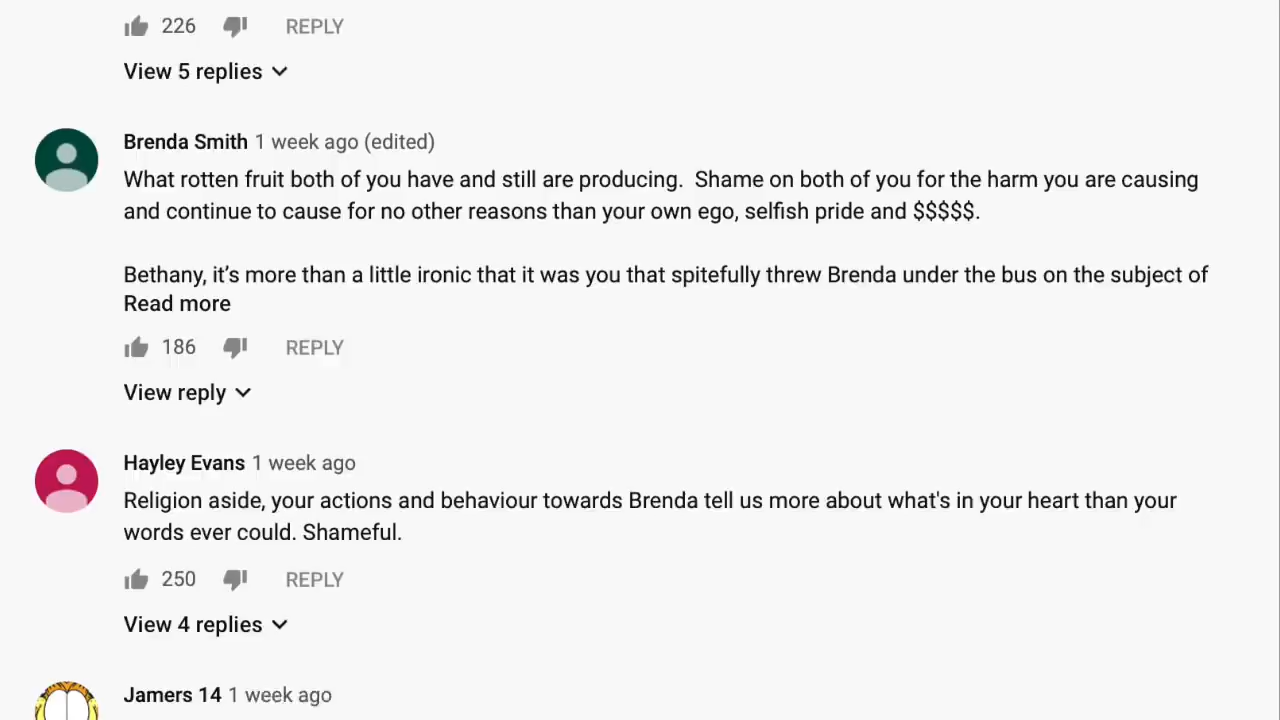 226 REPLY
View 5 replies
Brenda Smith 1 week ago (edited)
What rotten fruit both of you have and still are producing.  Shame on both of you for the harm you are causing
and continue to cause for no other reasons than your own ego, selfish pride and $$$$$.
Bethany, it’s more than a little ironic that it was you that spitefully threw Brenda under the bus on the subject of
Read more
186 REPLY
View reply
Hayley Evans 1 week ago
Religion aside, your actions and behaviour towards Brenda tell us more about what's in your heart than your
words ever could. Shameful.
250 REPLY
View 4 replies
Jamers 14 1 week ago